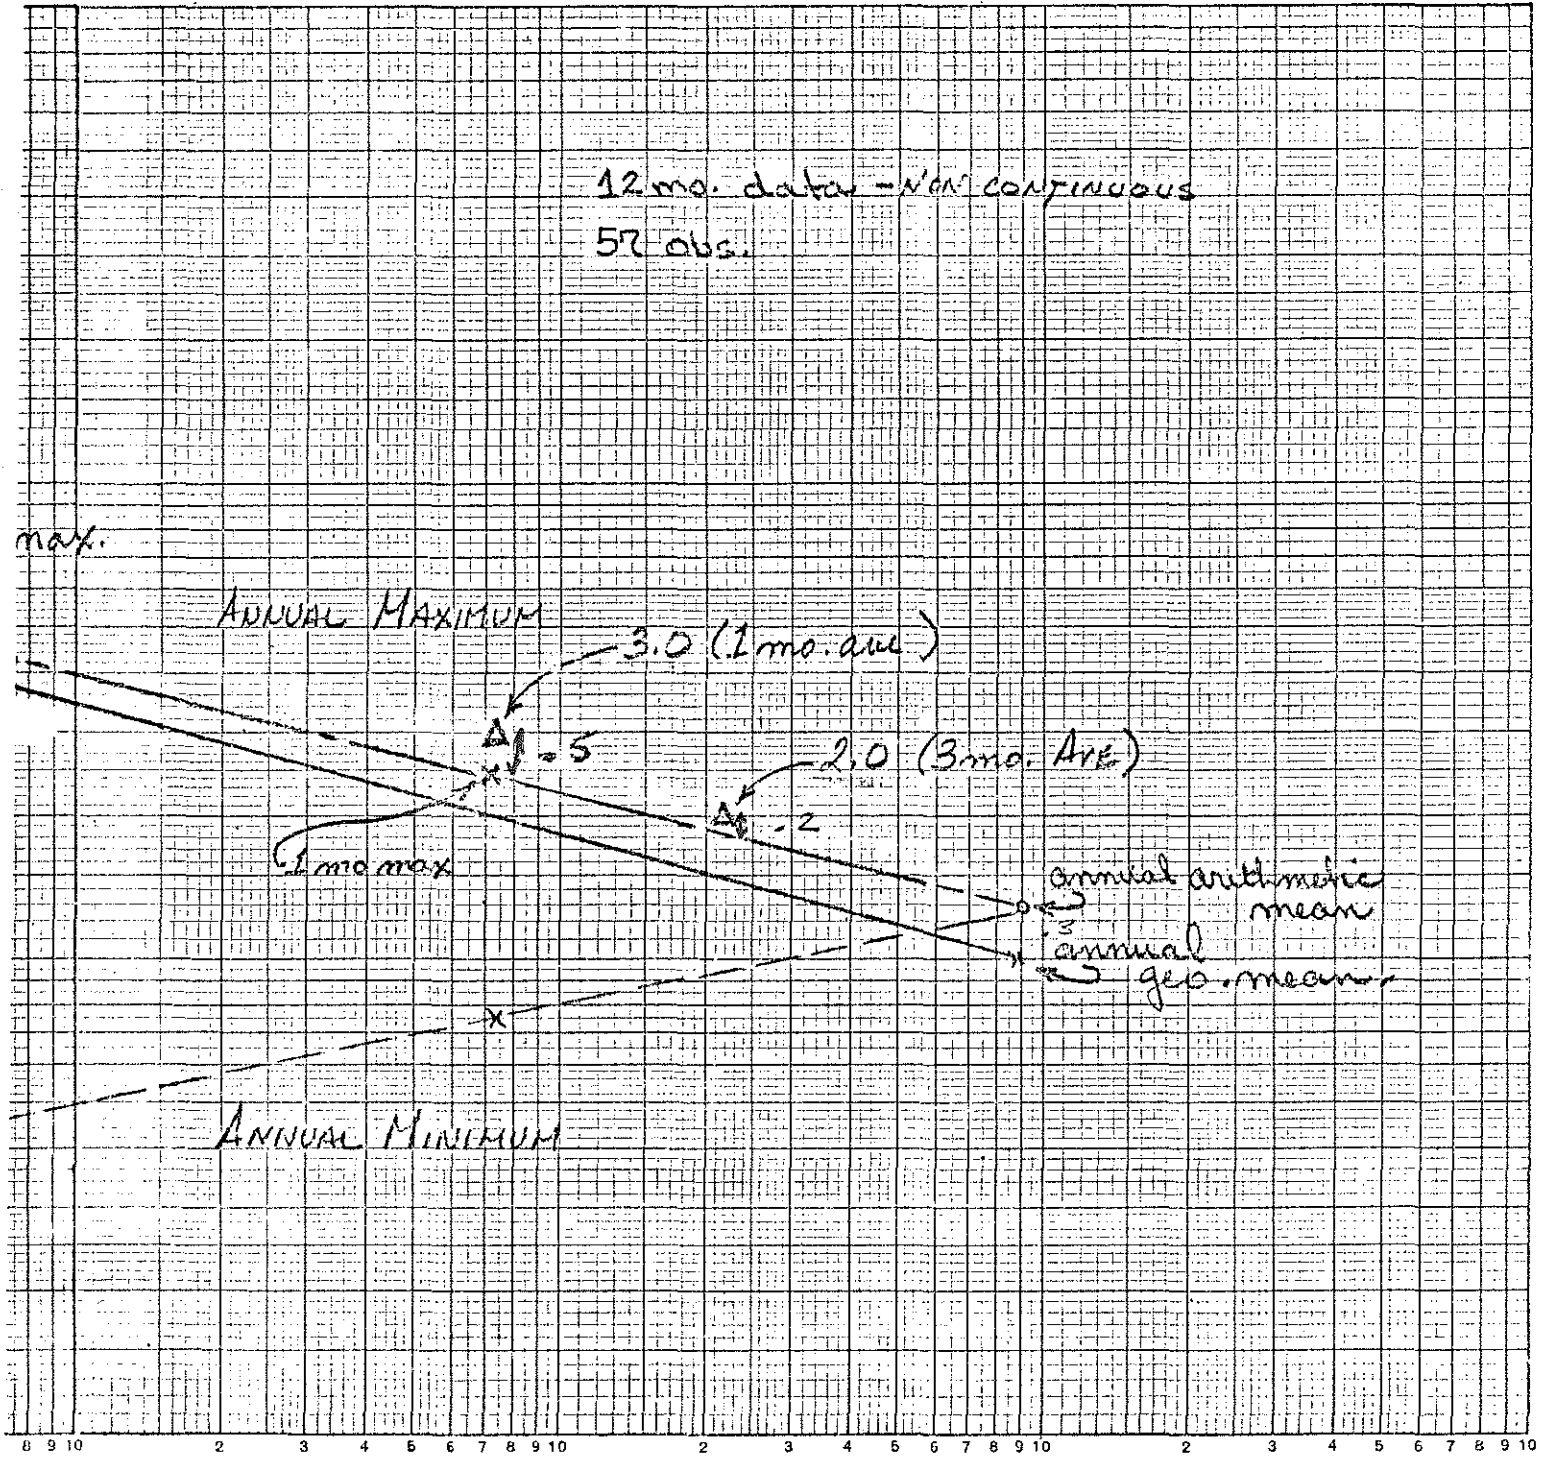 12 mo. data - NON CONTINUOUS
57 obs.
max.
ANNUAL MAXIMUM
3.0 (1 mo. ave)
.5
2.0 (3 mo. AVE)
.2
1 mo max
annual arithmetic
mean
.3
annual
geo. mean.
ANNUAL MINIMUM
8 9 10 2 3 4 5 6 7 8 9 10 2 3 4 5 6 7 8 9 10 2 3 4 5 6 7 8 9 10